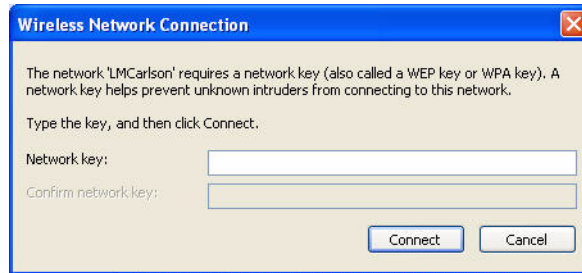 Wireless Network Connection
The network 'LMCarlson' requires a network key (also called a WEP key or WPA key). A
network key helps prevent unknown intruders from connecting to this network.
Type the key, and then click Connect.
Network key:
Confirm network key:
Connect Cancel